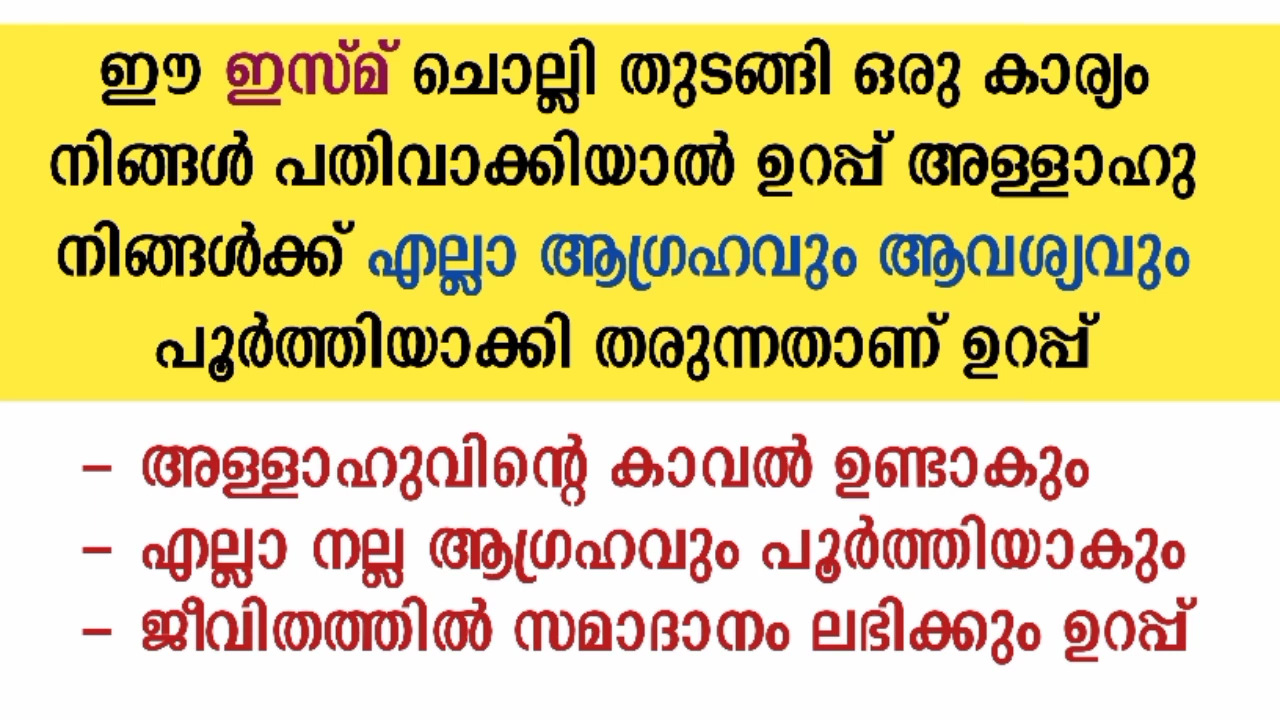 ഈ ഇസ്മ് ചൊല്ലി തുടങ്ങി ഒരു കാര്യം
നിങ്ങൾ പതിവാക്കിയാൽ ഉറപ്പ് അള്ളാഹു
നിങ്ങൾക്ക് എല്ലാ ആഗ്രഹവും ആവശ്യവും
പൂർത്തിയാക്കി തരുന്നതാണ് ഉറപ്പ്
- അള്ളാഹുവിന്റെ കാവൽ ഉണ്ടാകും
- എല്ലാ നല്ല ആഗ്രഹവും പൂർത്തിയാകും
- ജീവിതത്തിൽ സമാദാനം ലഭിക്കും ഉറപ്പ്